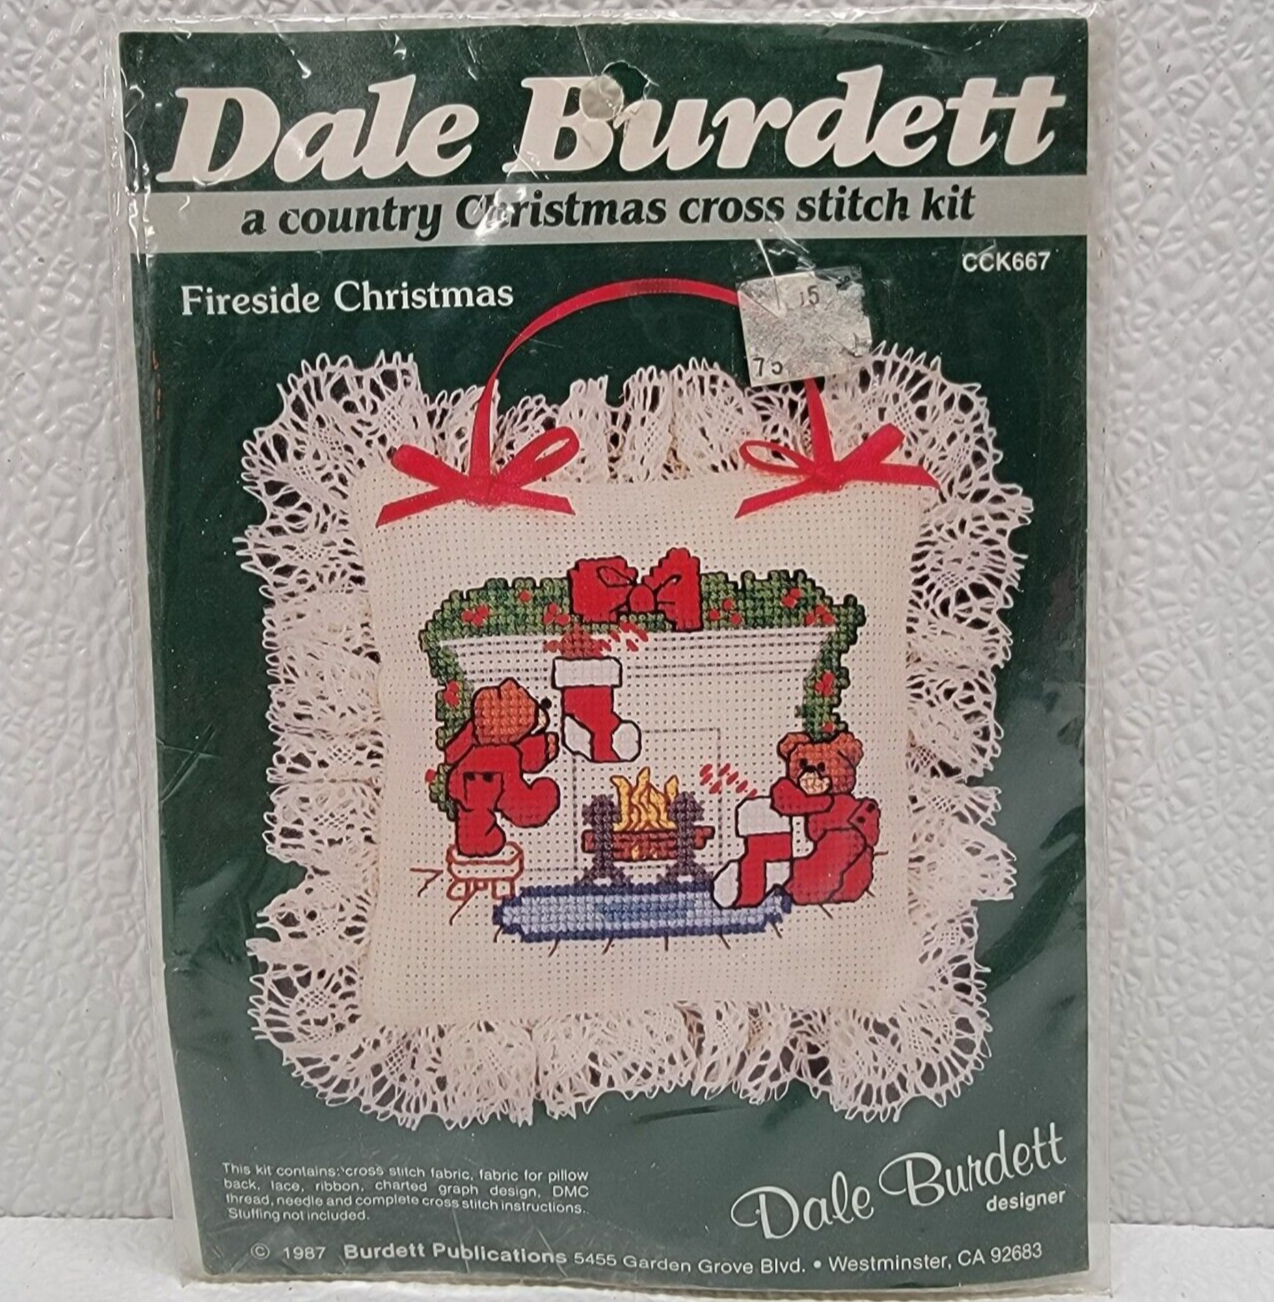 Dale Burdett
a country Christmas cross stitch kit
CCK667
Fireside Christmas
15
75
This kit contains: cross stitch fabric, fabric for pillow
back, lace, ribbon, charted graph design, DMC
thread, needle and complete cross stitch instructions.
Stuffing not included.
Dale Burdett
designer
© 1987 Burdett Publications 5455 Garden Grove Blvd. • Westminster, CA 92683